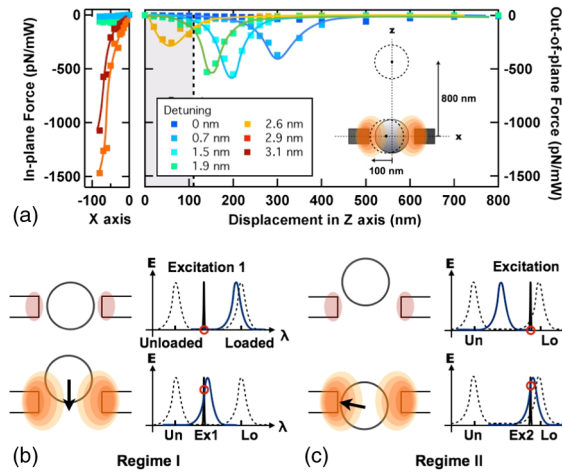 In-plane Force (pN/mW)
0
-500
-1000
-1500
-100
0
X axis
(a)
Detuning
0 nm
0.7 nm
1.5 nm
1.9 nm
2.6 nm
2.9 nm
3.1 nm
z
x
800 nm
100 nm
0 100 200 300 400 500 600 700 800
Displacement in Z axis (nm)
0
-500
-1000
-1500
Out-of-plane Force (pN/mW)
E
Excitation 1
Unloaded
Loaded
λ
E
Un
Ex1
Lo
λ
(b)
Regime I
E
Excitation
Un
Lo
λ
E
Un
Ex2
Lo
λ
(c)
Regime II